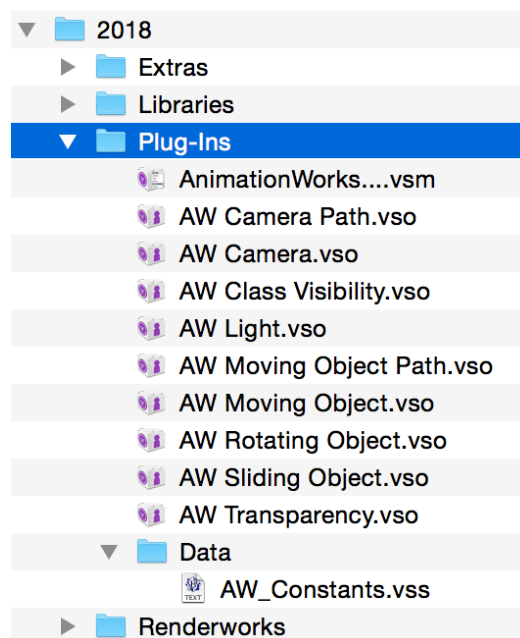 2018
Extras
Libraries
Plug-Ins
AnimationWorks....vsm
AW Camera Path.vso
AW Camera.vso
AW Class Visibility.vso
AW Light.vso
AW Moving Object Path.vso
AW Moving Object.vso
AW Rotating Object.vso
AW Sliding Object.vso
AW Transparency.vso
Data
TEXT
AW_Constants.vss
Renderworks